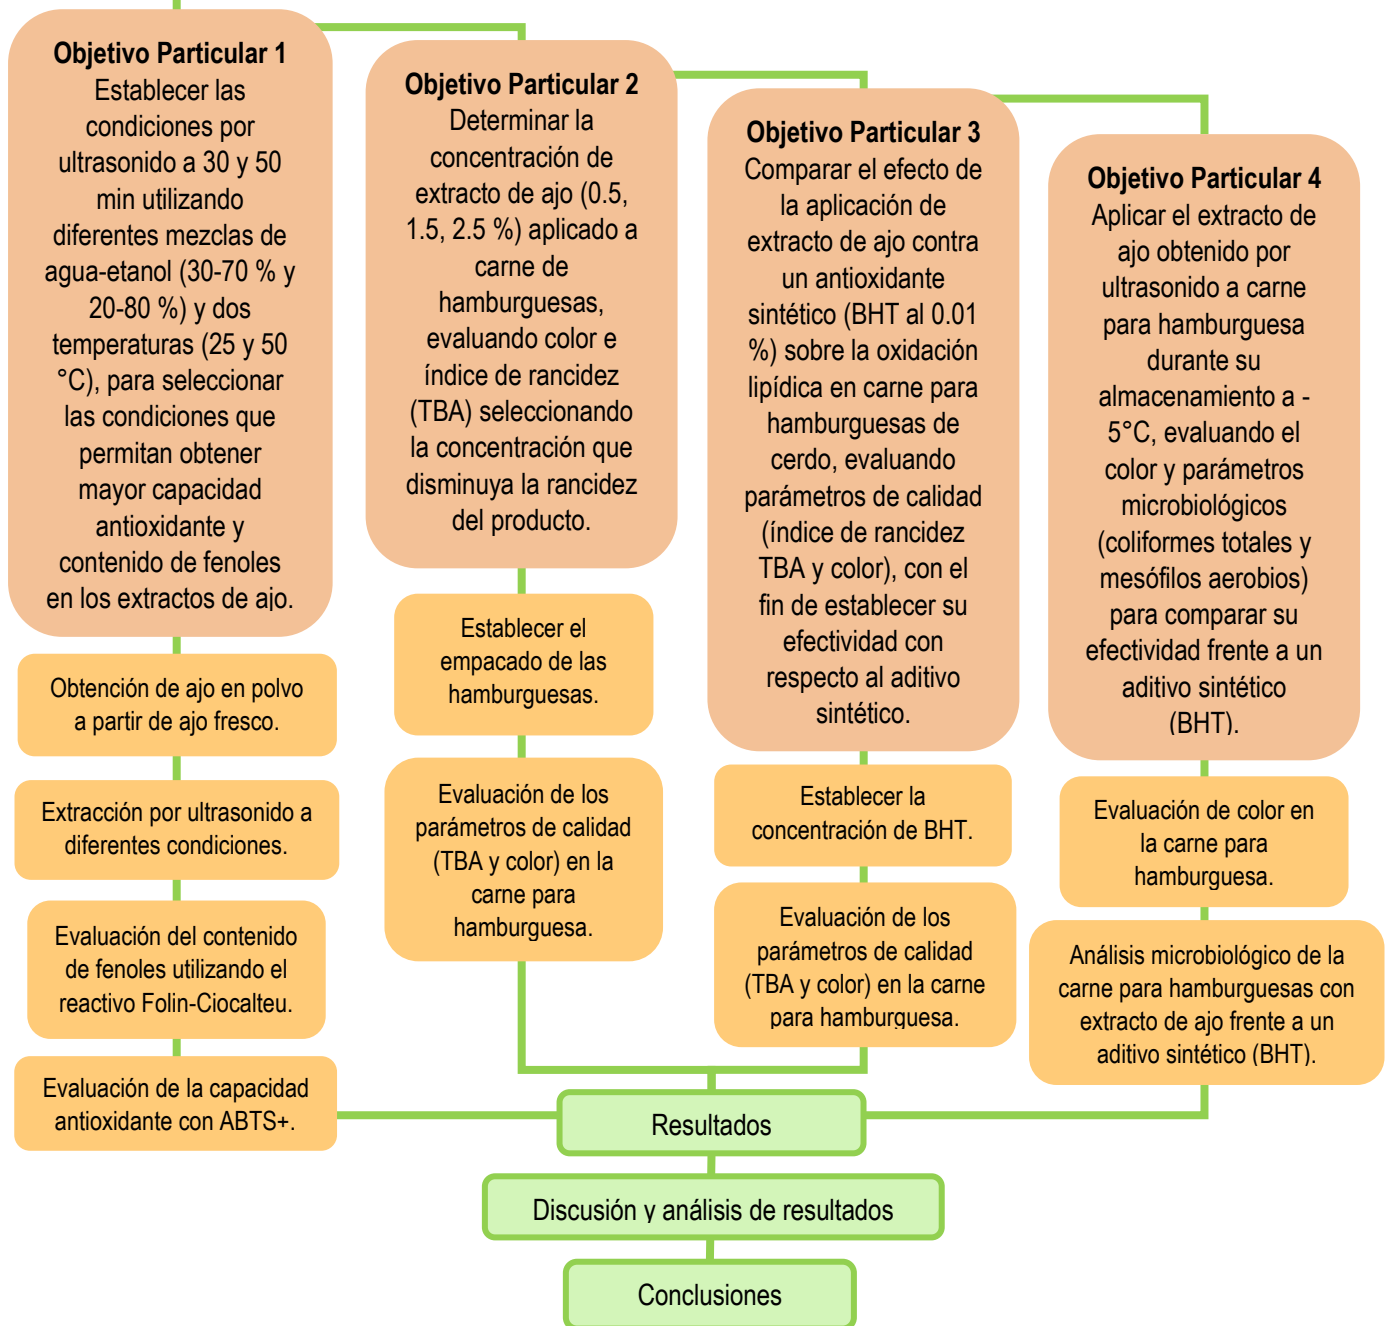 Objetivo Particular 1
Establecer las
condiciones por
ultrasonido a 30 y 50
min utilizando
diferentes mezclas de
agua-etanol (30-70 % y
20-80 %) y dos
temperaturas (25 y 50
°C), para seleccionar
las condiciones que
permitan obtener
mayor capacidad
antioxidante y
contenido de fenoles
en los extractos de ajo.
Obtención de ajo en polvo
a partir de ajo fresco.
Extracción por ultrasonido a
diferentes condiciones.
Evaluación del contenido
de fenoles utilizando el
reactivo Folin-Ciocalteu.
Evaluación de la capacidad
antioxidante con ABTS+.
Objetivo Particular 2
Determinar la
concentración de
extracto de ajo (0.5,
1.5, 2.5 %) aplicado a
carne de
hamburguesas,
evaluando color e
índice de rancidez
(TBA) seleccionando
la concentración que
disminuya la rancidez
del producto.
Establecer el
empacado de las
hamburguesas.
Evaluación de los
parámetros de calidad
(TBA y color) en la
carne para
hamburguesa.
Objetivo Particular 3
Comparar el efecto de
la aplicación de
extracto de ajo contra
un antioxidante
sintético (BHT al 0.01
%) sobre la oxidación
lipídica en carne para
hamburguesas de
cerdo, evaluando
parámetros de calidad
(índice de rancidez
TBA y color), con el
fin de establecer su
efectividad con
respecto al aditivo
sintético.
Establecer la
concentración de BHT.
Evaluación de los
parámetros de calidad
(TBA y color) en la carne
para hamburguesa.
Objetivo Particular 4
Aplicar el extracto de
ajo obtenido por
ultrasonido a carne
para hamburguesa
durante su
almacenamiento a -
5°C, evaluando el
color y parámetros
microbiológicos
(coliformes totales y
mesófilos aerobios)
para comparar su
efectividad frente a un
aditivo sintético
(BHT).
Evaluación de color en
la carne para
hamburguesa.
Análisis microbiológico de la
carne para hamburguesas con
extracto de ajo frente a un
aditivo sintético (BHT).
Resultados
Discusión y análisis de resultados
Conclusiones